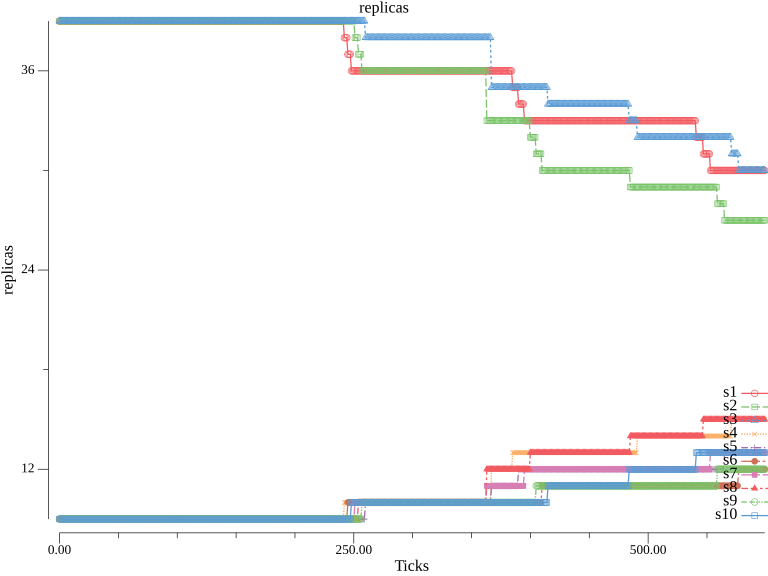 replicas
36
24
12
replicas
0.00
250.00
500.00
Ticks
s1
s2
s3
s4
s5
s6
s7
s8
s9
s10